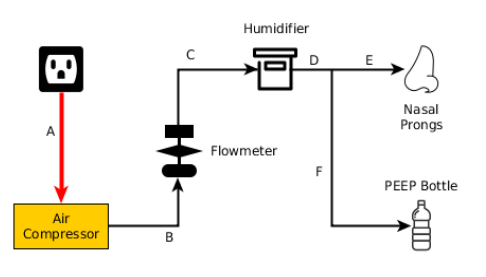 Humidifier
C
D
E
A
Nasal
Prongs
Flowmeter
F
PEEP Bottle
Air
Compressor
B